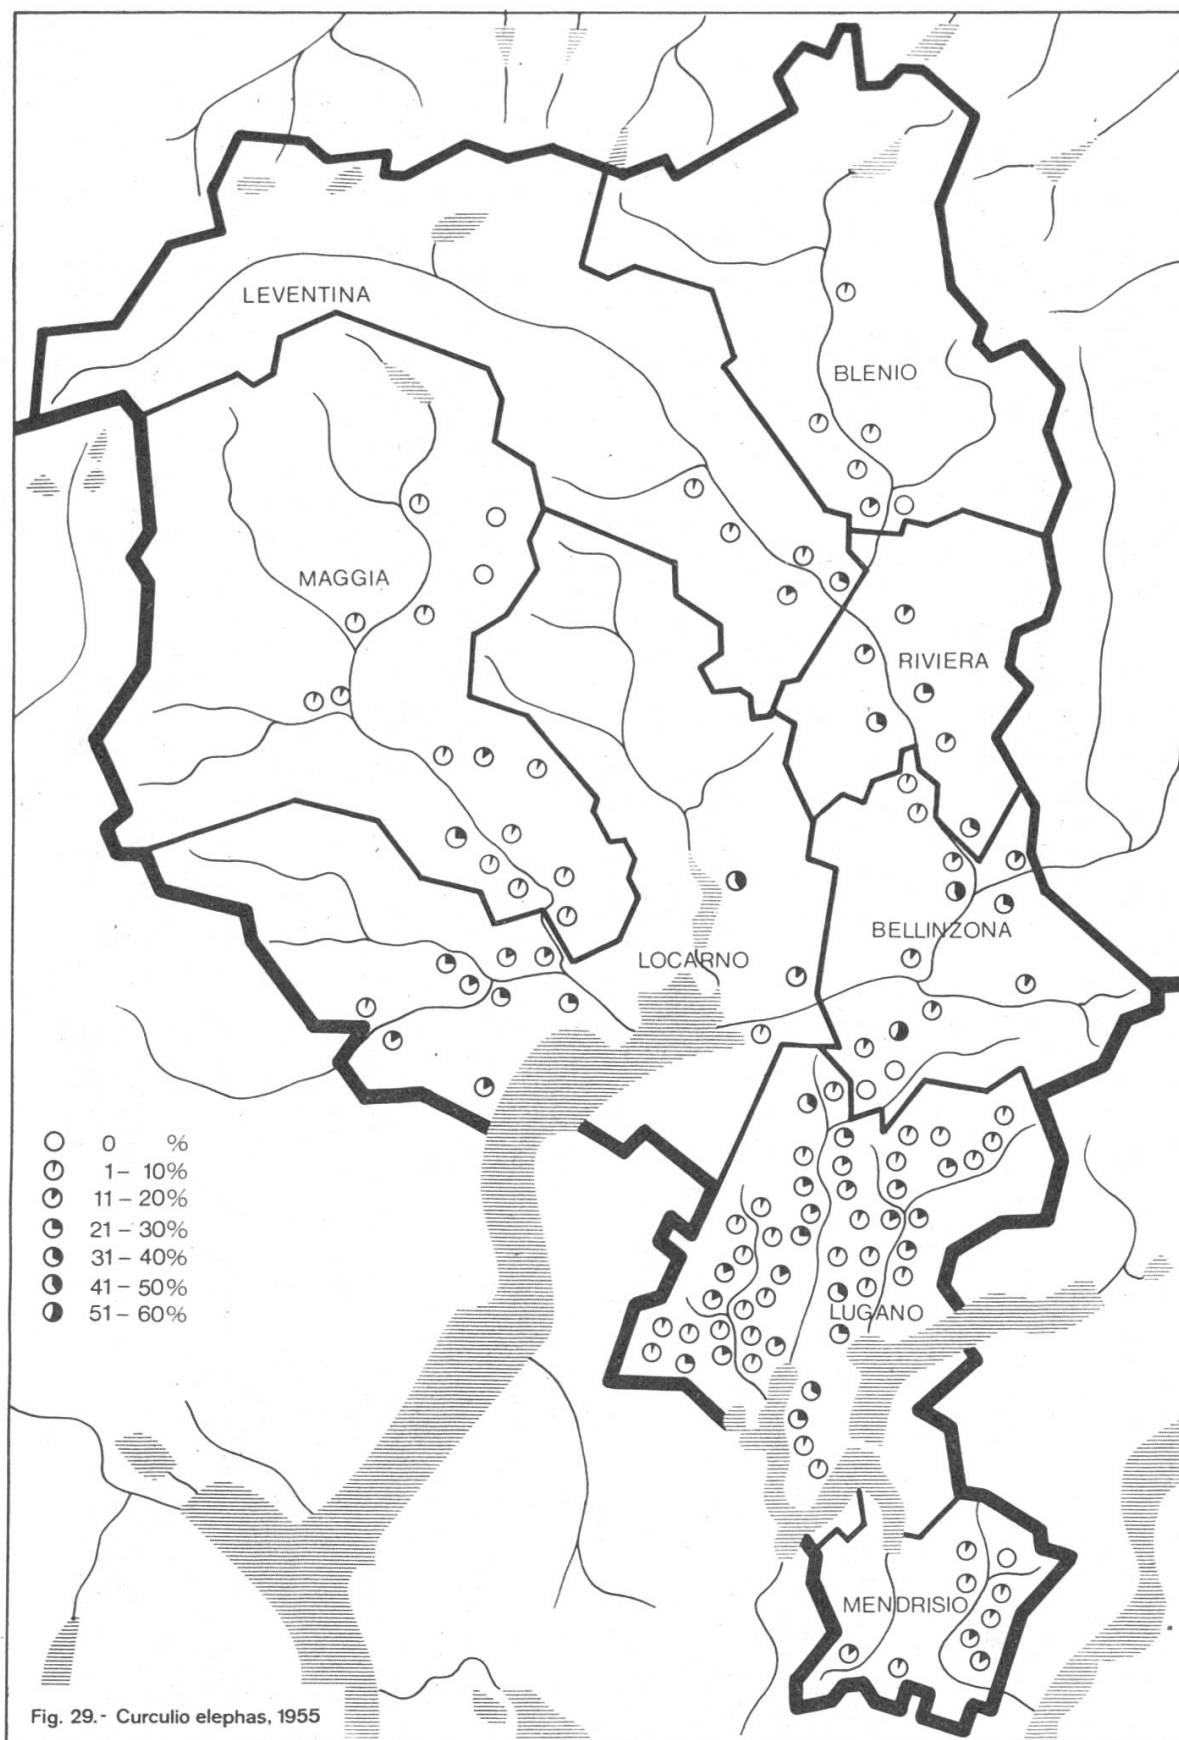 LEVENTINA
BLENIO
MAGGIA
RIVIERA
BELLINZONA
LOCARNO
0 %
1 – 10%
11 – 20%
21 – 30%
31 – 40%
41 – 50%
51 – 60%
LUGANO
MENDRISIO
Fig. 29.- Curculio elephas, 1955